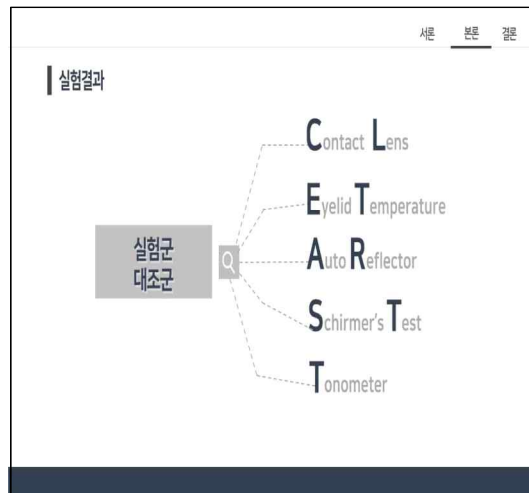 서론 본론 결론
실험결과
Contact Lens
Eyelid Temperature
실험군
대조군
Auto Reflector
Schirmer's Test
Tonometer